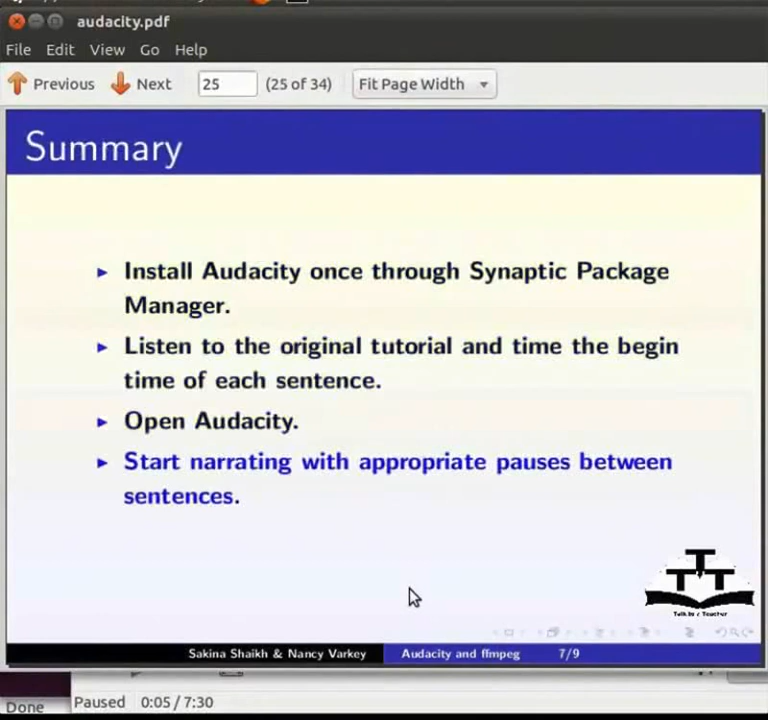 audacity.pdf
File Edit View Go Help
Previous Next 25 (25 of 34) Fit Page Width
Summary
Install Audacity once through Synaptic Package
Manager.
Listen to the original tutorial and time the begin
time of each sentence.
Open Audacity.
Start narrating with appropriate pauses between
sentences.
T T T
Talk to a Teacher
Sakina Shaikh & Nancy Varkey Audacity and ffmpeg 7/9
Done Paused 0:05 / 7:30